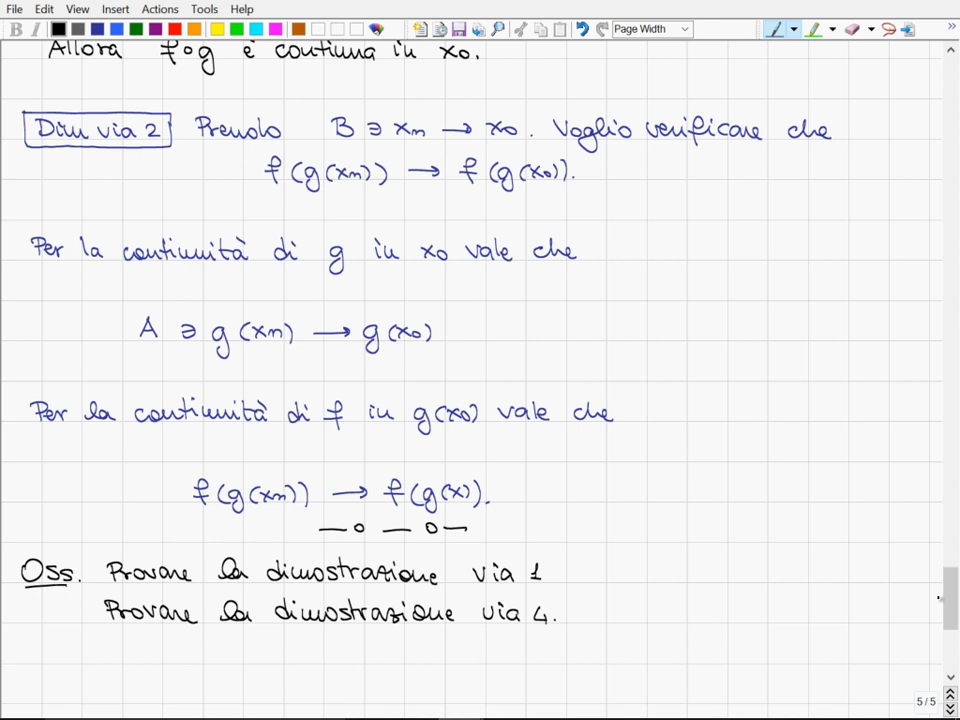 File Edit View Insert Actions Tools Help
B I Page Width
Allora f∘g è continua in x0.
Dim via 2 Prendo B ∋ xn → x0. Voglio verificare che
f(g(xn)) → f(g(x0)).
Per la continuità di g in x0 vale che
A ∋ g(xn) → g(x0)
Per la continuità di f in g(x0) vale che
f(g(xn)) → f(g(x)).
Oss. Provare la dimostrazione via 1
Provare la dimostrazione via 4.
5 / 5